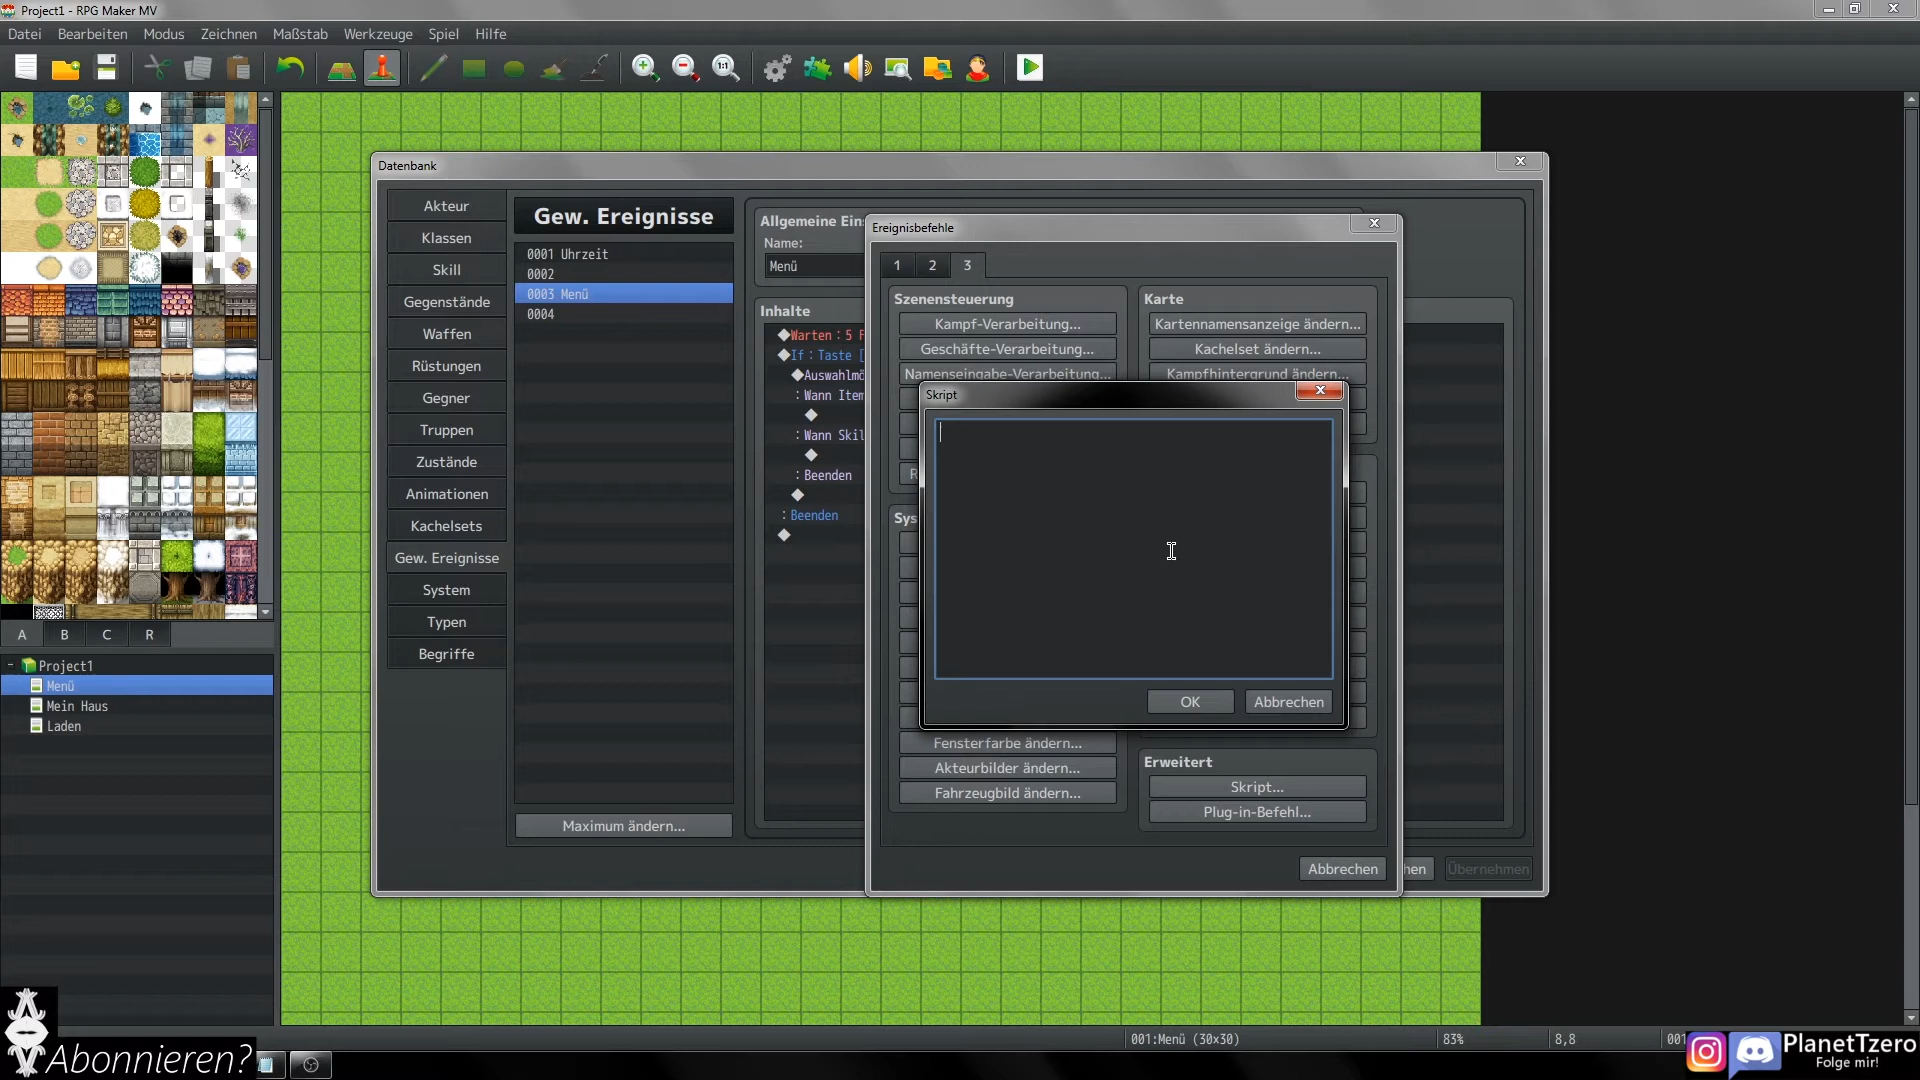 Project1 - RPG Maker MV
Datei Bearbeiten Modus Zeichnen Maßstab Werkzeuge Spiel Hilfe
1:1
Datenbank
Akteur
Klassen
Skill
Gegenstände
Waffen
Rüstungen
Gegner
Truppen
Zustände
Animationen
Kachelsets
Gew. Ereignisse
System
Typen
Begriffe
Gew. Ereignisse
0001 Uhrzeit
0002
0003 Menü
0004
Maximum ändern...
Allgemeine Ein
Name:
Menü
Inhalte
◆Warten : 5 F
◆If : Taste [
◆Auswahlmö
: Wann Item
◆
: Wann Skil
◆
: Beenden
◆
: Beenden
◆
Ereignisbefehle
1 2 3
Szenensteuerung
Kampf-Verarbeitung...
Geschäfte-Verarbeitung...
Namenseingabe-Verarbeitung...
R
Sys
Fensterfarbe ändern...
Akteurbilder ändern...
Fahrzeugbild ändern...
Karte
Kartennamensanzeige ändern...
Kachelset ändern...
Kampfhintergrund ändern...
Erweitert
Skript...
Plug-in-Befehl...
Abbrechen
hen
Übernehmen
Skript
OK
Abbrechen
A B C R
Project1
Menü
Mein Haus
Laden
001:Menü (30x30)
83%
8,8
001
Abonnieren?
PlanetTzero
Folge mir!